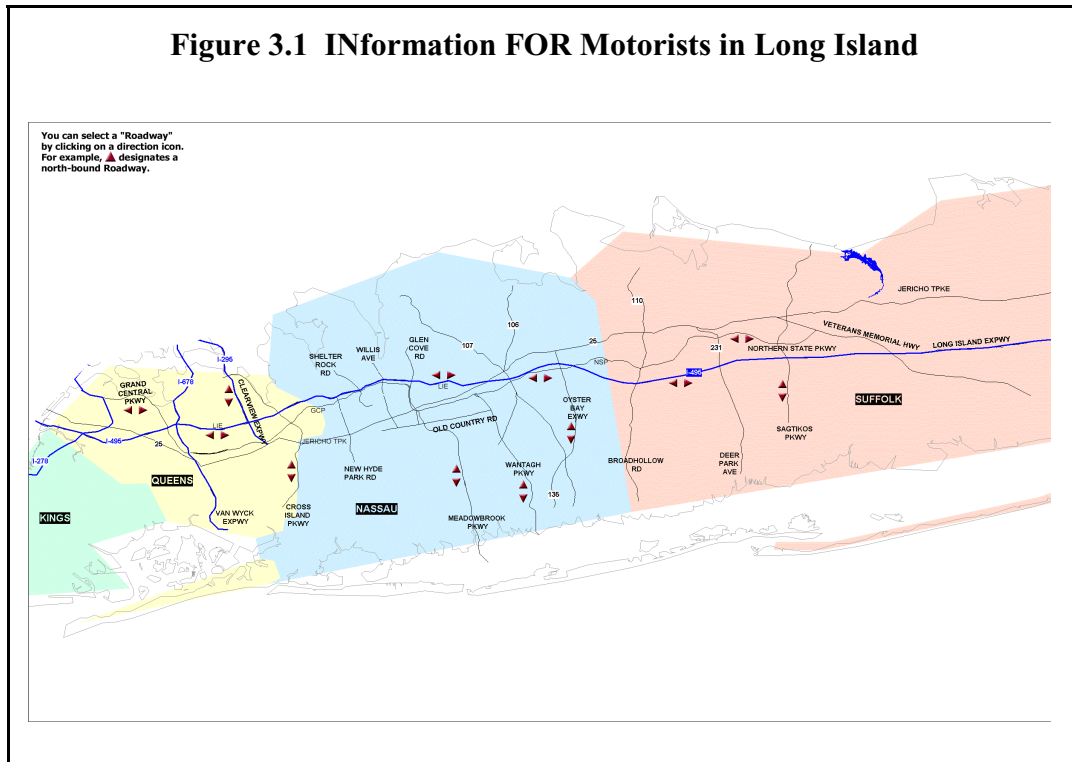 Figure 3.1 INformation FOR Motorists in Long Island
You can select a "Roadway"
by clicking on a direction icon.
For example, designates a
north-bound Roadway.
JERICHO TPKE
110
106
VETERANS MEMORIAL HWY
LONG ISLAND EXPWY
231
NORTHERN STATE PKWY
25
107
GLEN
COVE
RD
WILLIS
AVE
SHELTER
ROCK
RD
I-295
I-678
NSP
I-495
GRAND
CENTRAL
PKWY
CLEARVIEW EXPWY
LIE
OYSTER
BAY
EXWY
SUFFOLK
GCP
LIE
OLD COUNTRY RD
SAGTIKOS
PKWY
I-495
25
JERICHO TPK
I-278
BROADHOLLOW
RD
DEER
PARK
AVE
WANTAGH
PKWY
NEW HYDE
PARK RD
QUEENS
135
NASSAU
CROSS
ISLAND
PKWY
VAN WYCK
EXPWY
KINGS
MEADOWBROOK
PKWY